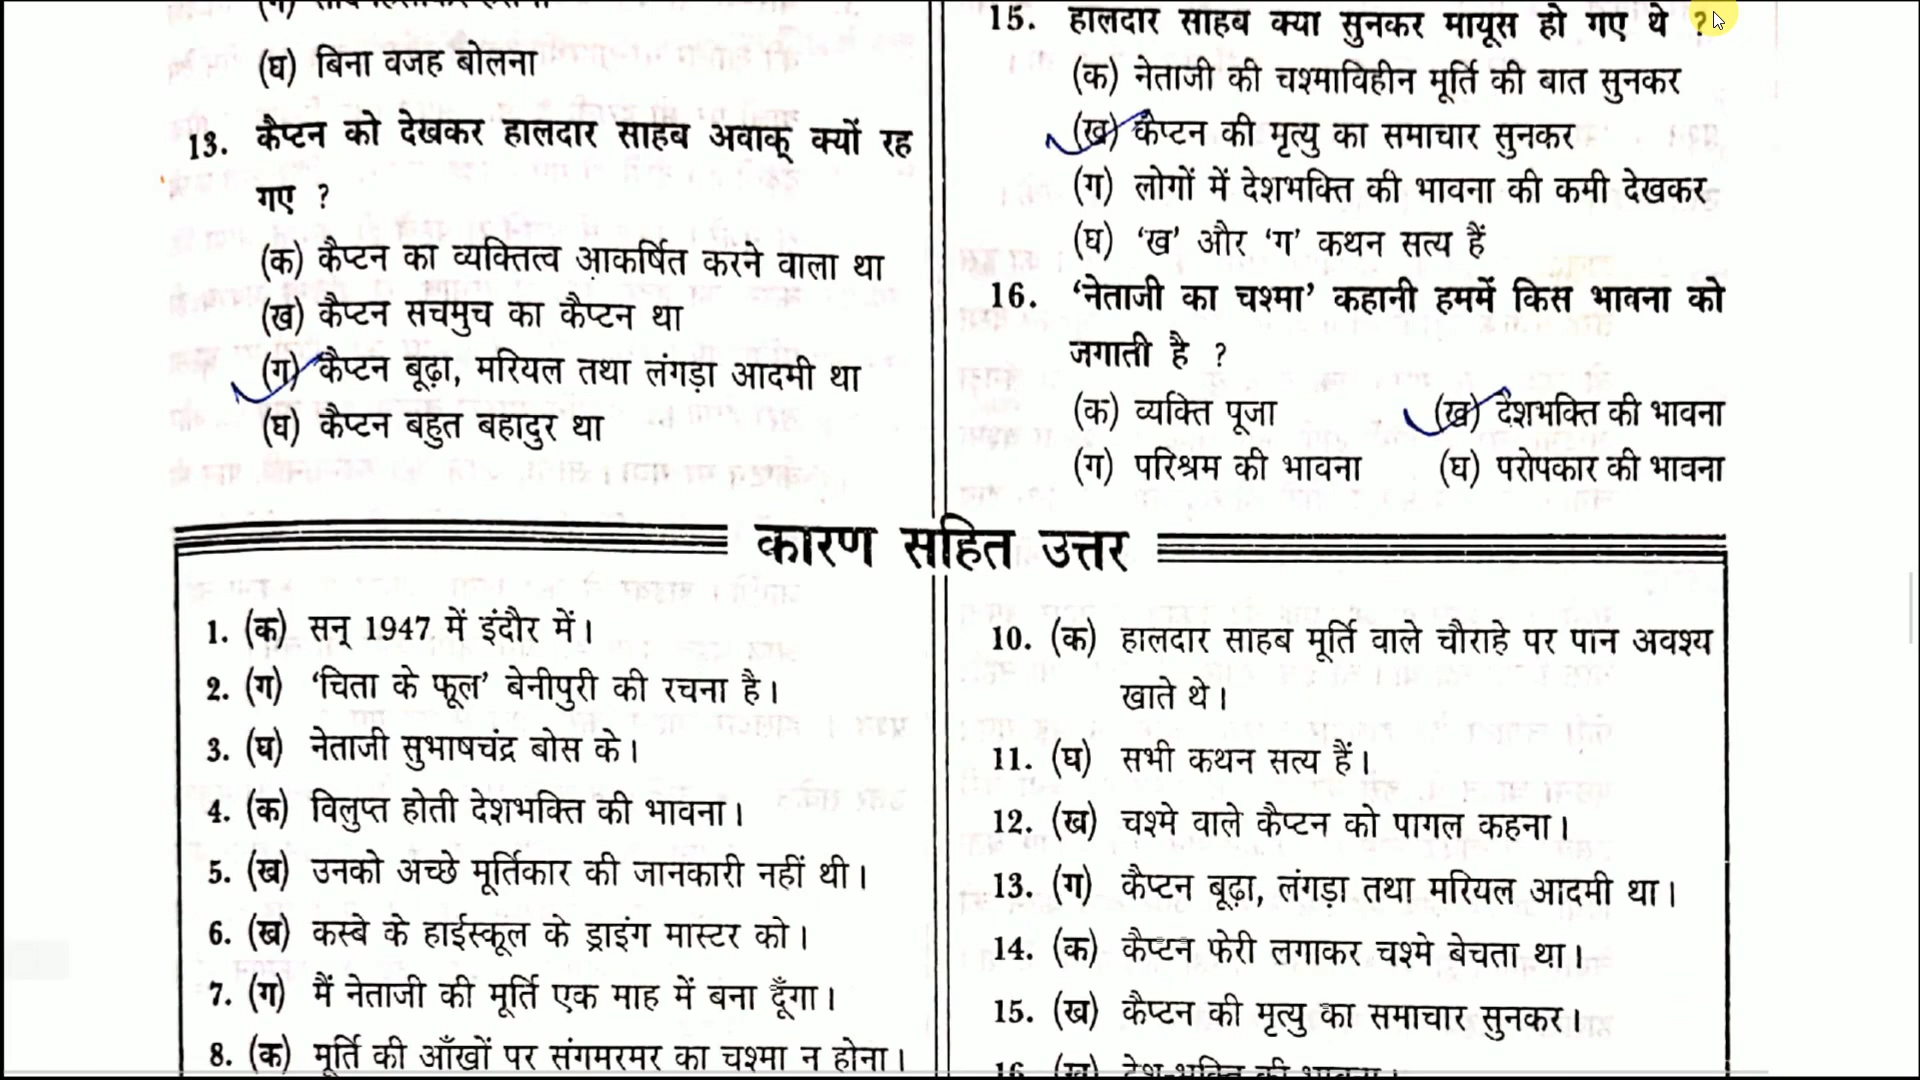 (घ) बिना वजह बोलना
13. कैप्टन को देखकर हालदार साहब अवाक् क्यों रह
गए ?
(क) कैप्टन का व्यक्तित्व आकर्षित करने वाला था
(ख) कैप्टन सचमुच का कैप्टन था
(ग) कैप्टन बूढ़ा, मरियल तथा लंगड़ा आदमी था
(घ) कैप्टन बहुत बहादुर था
15. हालदार साहब क्या सुनकर मायूस हो गए थे ?
(क) नेताजी की चश्माविहीन मूर्ति की बात सुनकर
(ख) कैप्टन की मृत्यु का समाचार सुनकर
(ग) लोगों में देशभक्ति की भावना की कमी देखकर
(घ) ‘ख’ और ‘ग’ कथन सत्य हैं
16. ‘नेताजी का चश्मा’ कहानी हममें किस भावना को
जगाती है ?
(क) व्यक्ति पूजा (ख) देशभक्ति की भावना
(ग) परिश्रम की भावना (घ) परोपकार की भावना
कारण सहित उत्तर
1. (क) सन् 1947 में इंदौर में।
2. (ग) ‘चिता के फूल’ बेनीपुरी की रचना है।
3. (घ) नेताजी सुभाषचंद्र बोस के।
4. (क) विलुप्त होती देशभक्ति की भावना।
5. (ख) उनको अच्छे मूर्तिकार की जानकारी नहीं थी।
6. (ख) कस्बे के हाईस्कूल के ड्राइंग मास्टर को।
7. (ग) मैं नेताजी की मूर्ति एक माह में बना दूँगा।
8. (क) मूर्ति की आँखों पर संगमरमर का चश्मा न होना।
10. (क) हालदार साहब मूर्ति वाले चौराहे पर पान अवश्य
खाते थे।
11. (घ) सभी कथन सत्य हैं।
12. (ख) चश्मे वाले कैप्टन को पागल कहना।
13. (ग) कैप्टन बूढ़ा, लंगड़ा तथा मरियल आदमी था।
14. (क) कैप्टन फेरी लगाकर चश्मे बेचता था।
15. (ख) कैप्टन की मृत्यु का समाचार सुनकर।
16. (ख) देश-भक्ति की भावना।